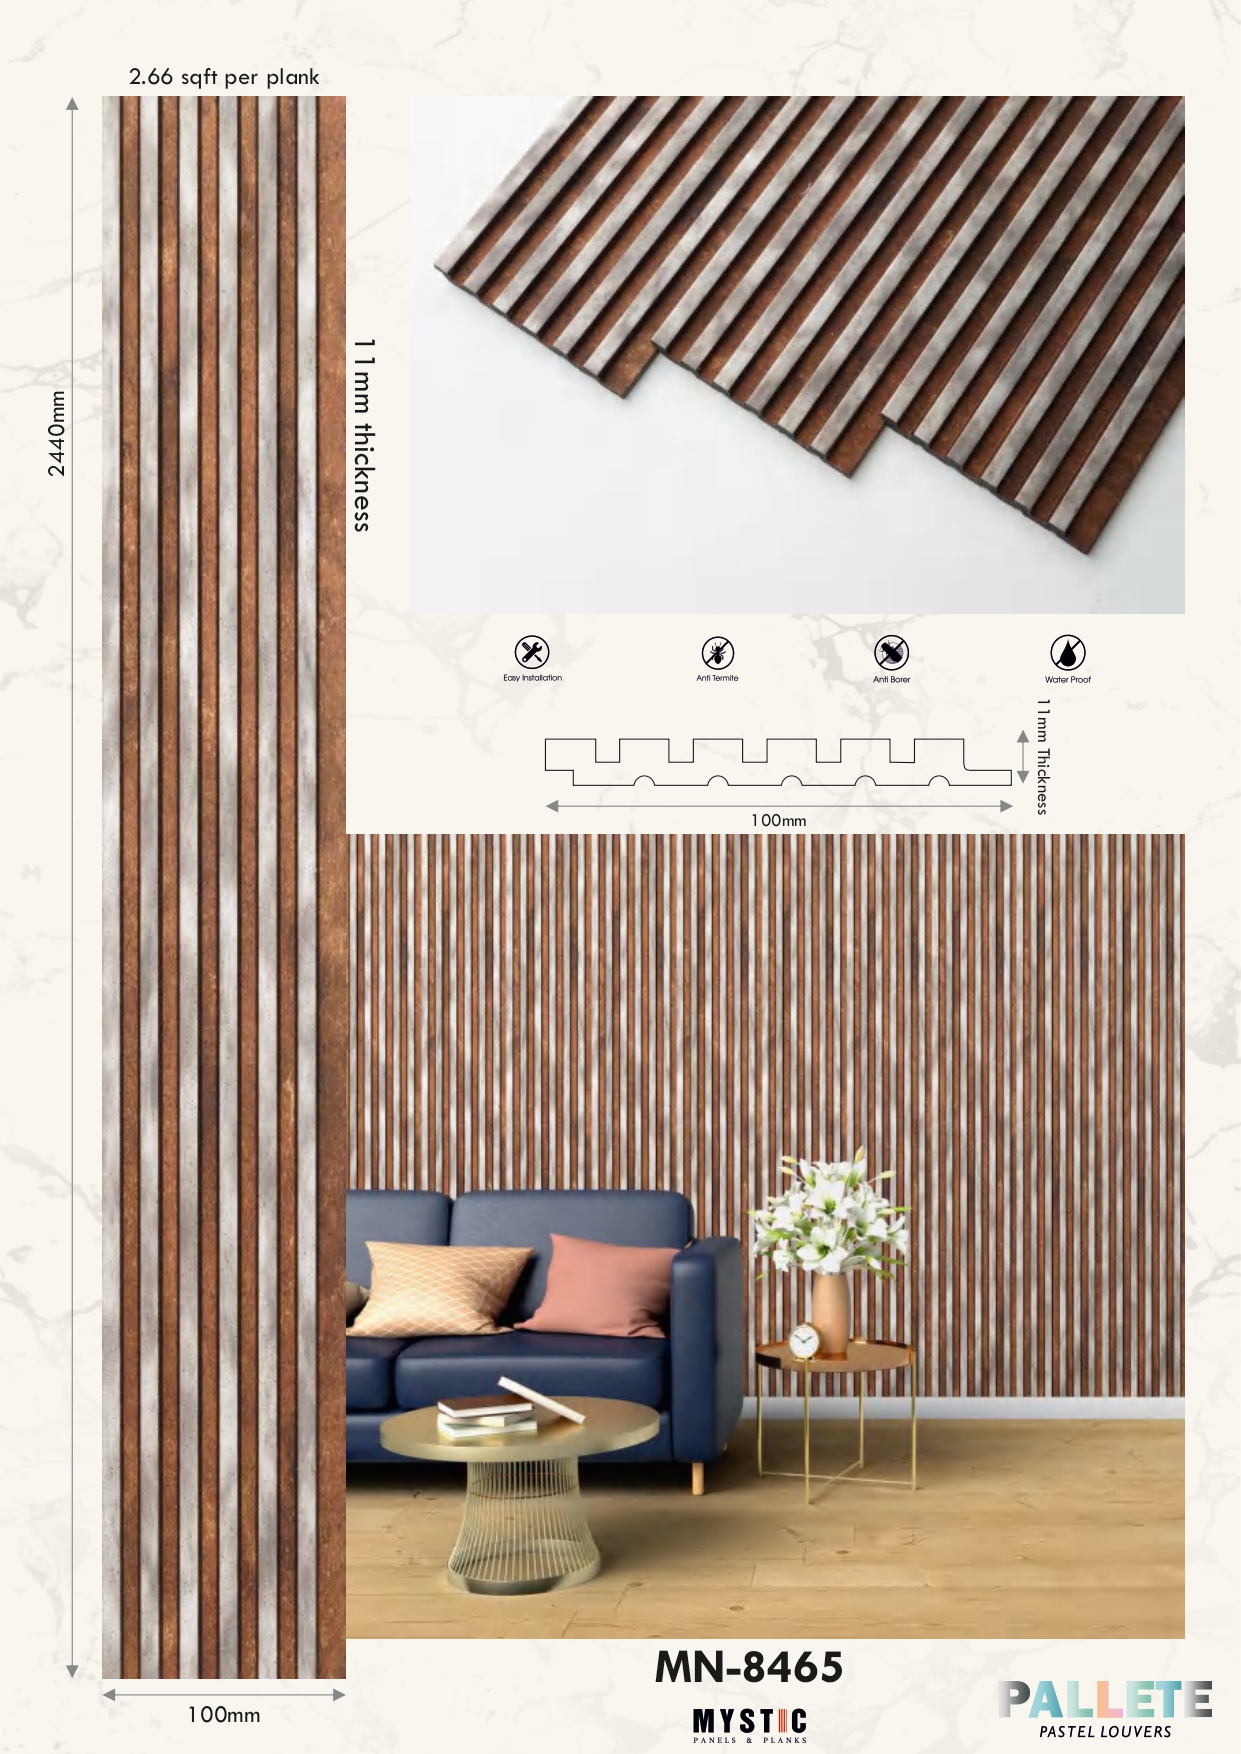 2.66 sqft per plank
2440mm
11mm thickness
Easy Installation
Anti Termite
Anti Borer
Water Proof
11mm Thickness
100mm
MN-8465
100mm
MYSTIC
PANELS & PLANKS
PALLETE
PASTEL LOUVERS